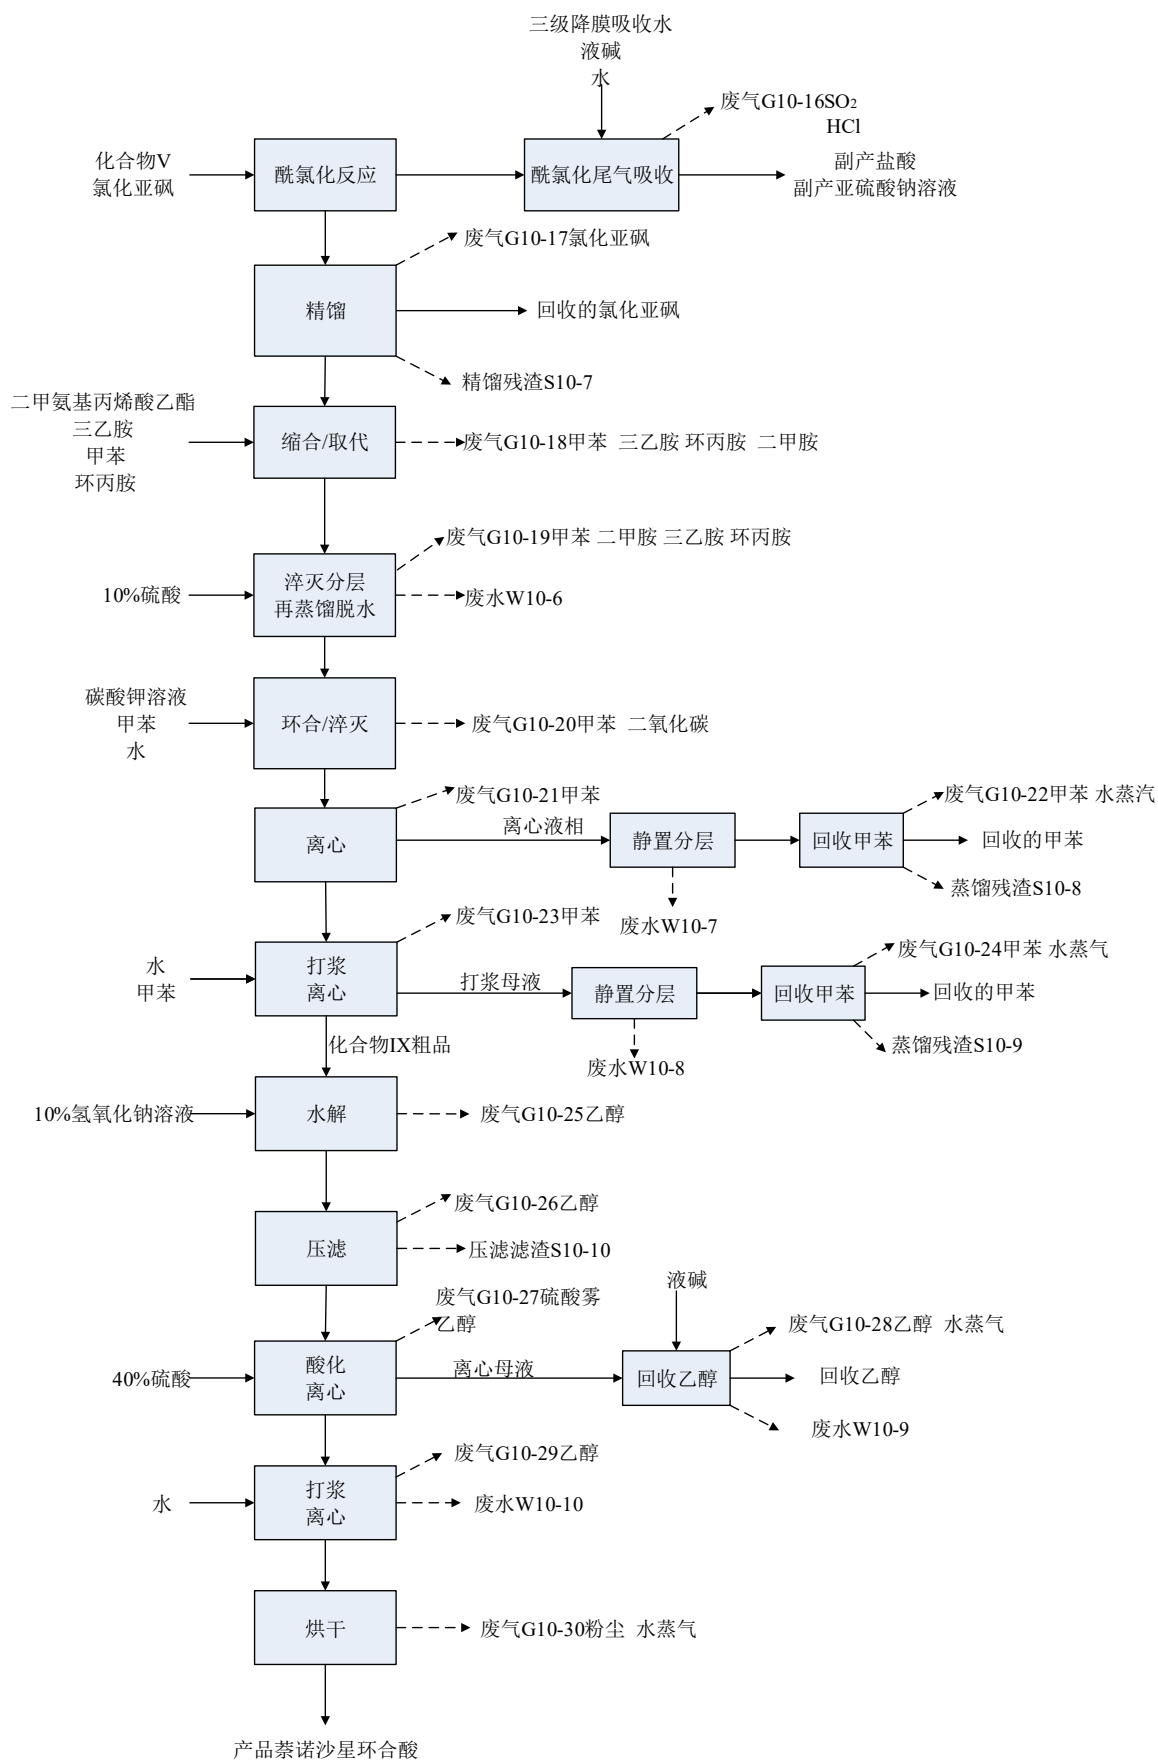 三级降膜吸收水
液碱
水
废气G10-16SO₂
HCl
化合物V
氯化亚砜
酰氯化反应
酰氯化尾气吸收
副产盐酸
副产亚硫酸钠溶液
废气G10-17氯化亚砜
精馏
回收的氯化亚砜
精馏残渣S10-7
二甲氨基丙烯酸乙酯
三乙胺
甲苯
环丙胺
缩合/取代
废气G10-18甲苯 三乙胺 环丙胺 二甲胺
废气G10-19甲苯 二甲胺 三乙胺 环丙胺
10%硫酸
淬灭分层
再蒸馏脱水
废水W10-6
碳酸钾溶液
甲苯
水
环合/淬灭
废气G10-20甲苯 二氧化碳
废气G10-21甲苯
离心
离心液相
静置分层
回收甲苯
废气G10-22甲苯 水蒸汽
回收的甲苯
蒸馏残渣S10-8
废水W10-7
废气G10-23甲苯
水
甲苯
打浆
离心
打浆母液
静置分层
回收甲苯
废气G10-24甲苯 水蒸气
回收的甲苯
蒸馏残渣S10-9
废水W10-8
化合物IX粗品
10%氢氧化钠溶液
水解
废气G10-25乙醇
废气G10-26乙醇
压滤
压滤滤渣S10-10
废气G10-27硫酸雾
乙醇
液碱
40%硫酸
酸化
离心
离心母液
回收乙醇
废气G10-28乙醇 水蒸气
回收乙醇
废水W10-9
废气G10-29乙醇
水
打浆
离心
废水W10-10
烘干
废气G10-30粉尘 水蒸气
产品萘诺沙星环合酸